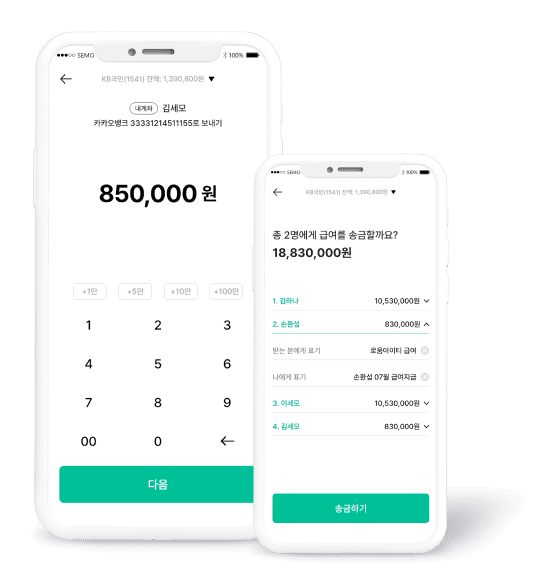 SEMO
100%
KB국민(1541) 잔액: 1,390,800원 ▼
내계좌 김세모
카카오뱅크 33331214511155로 보내기
850,000 원
+1만 +5만 +10만 +100만
1 2 3
4 5 6
7 8 9
00 0 ←
다음
SEMO
100%
KB국민(1541) 잔액: 1,390,800원 ▼
총 2명에게 급여를 송금할까요?
18,830,000원
1. 김하나 10,530,000원
2. 손환섭 830,000원
받는 분에게 표기 로움아이티 급여
나에게 표기 손환섭 07월 급여지급
3. 이세모 10,530,000원
4. 김세모 830,000원
송금하기